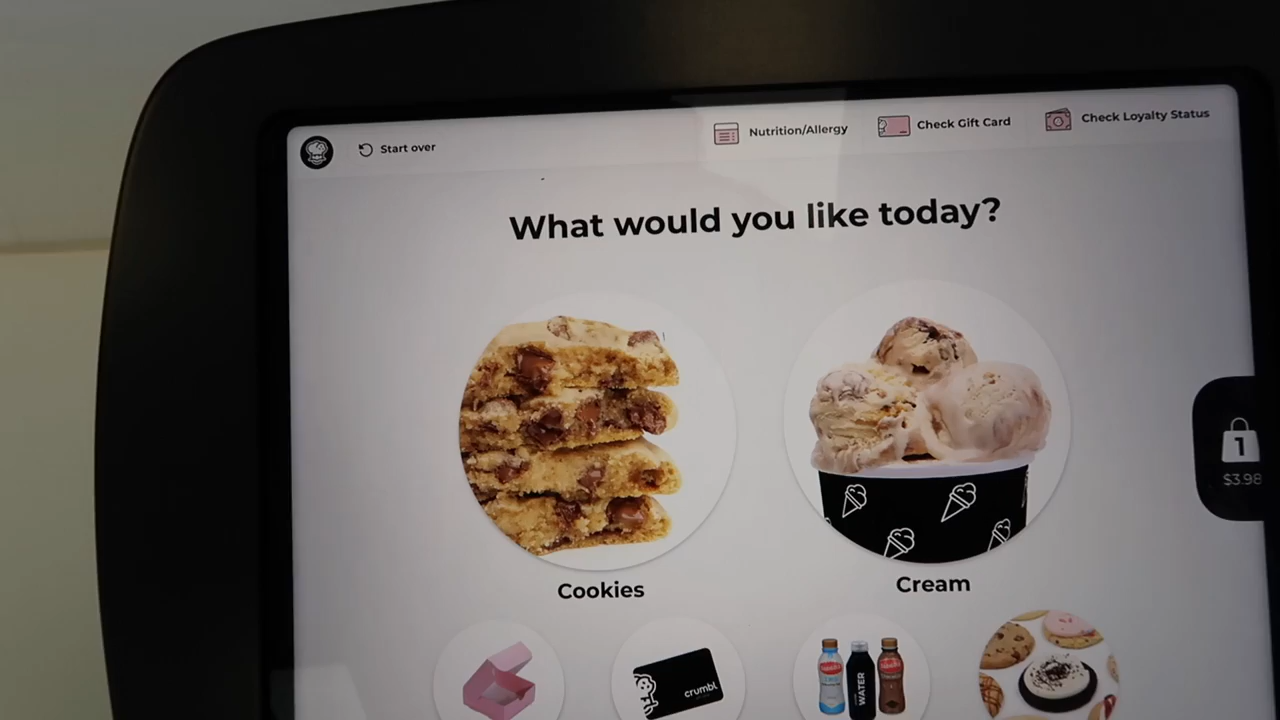 Start over
Nutrition/Allergy
Check Gift Card
Check Loyalty Status
What would you like today?
1
$3.98
Cookies
Cream
crumbl
WATER